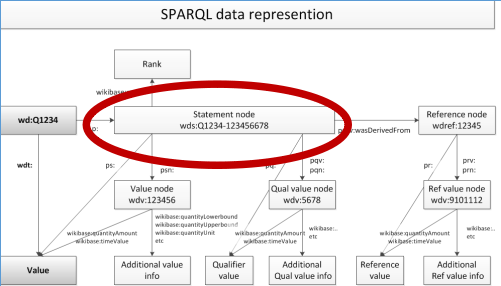 SPARQL data represention
Rank
wikibase:
wd:Q1234
p:
Statement node
wds:Q1234-123456678
prov:wasDerivedFrom
Reference node
wdref:12345
wdt:
ps:
psn:
pq:
pqv:
pqn:
pr:
prv:
prn:
Value node
wdv:123456
Qual value node
wdv:5678
Ref value node
wdv:9101112
wikibase:quantityLowerbound
wikibase:quantityUpperbound
wikibase:quantityUnit
etc
wikibase:..
etc
wikibase:..
etc
wikibase:quantityAmount
wikibase:timeValue
wikibase:quantityAmount
wikibase:timeValue
wikibase:quantityAmount
wikibase:timeValue
Value
Additional value
info
Qualifier
value
Additional
Qual value info
Reference
value
Additional
Ref value info